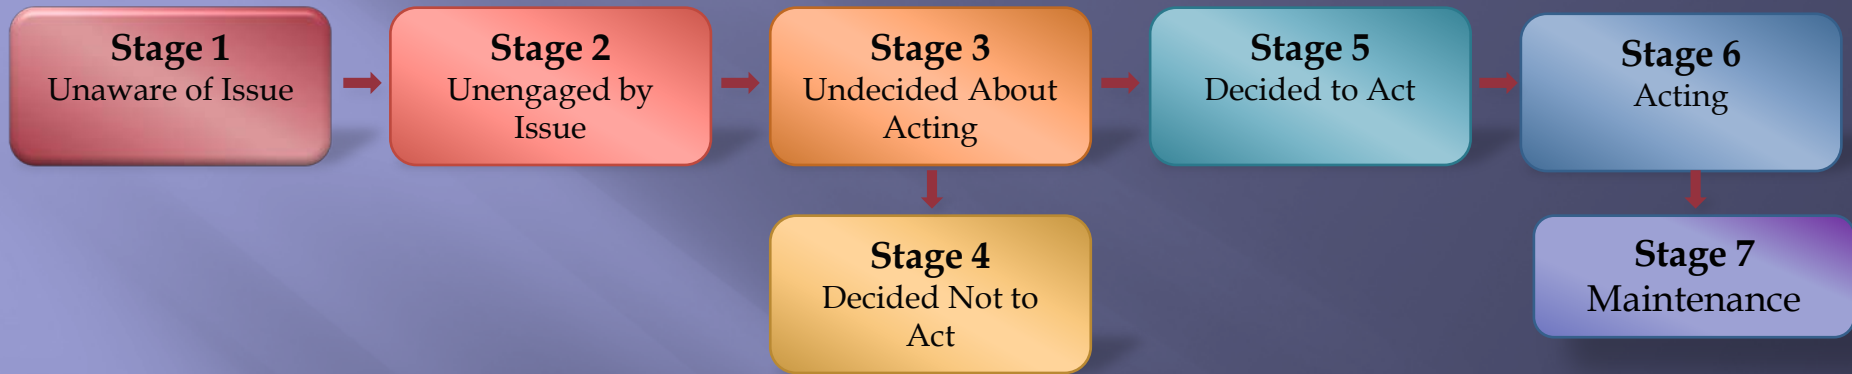 Stage 1
Unaware of Issue
Stage 2
Unengaged by
Issue
Stage 3
Undecided About
Acting
Stage 5
Decided to Act
Stage 6
Acting
Stage 4
Decided Not to
Act
Stage 7
Maintenance